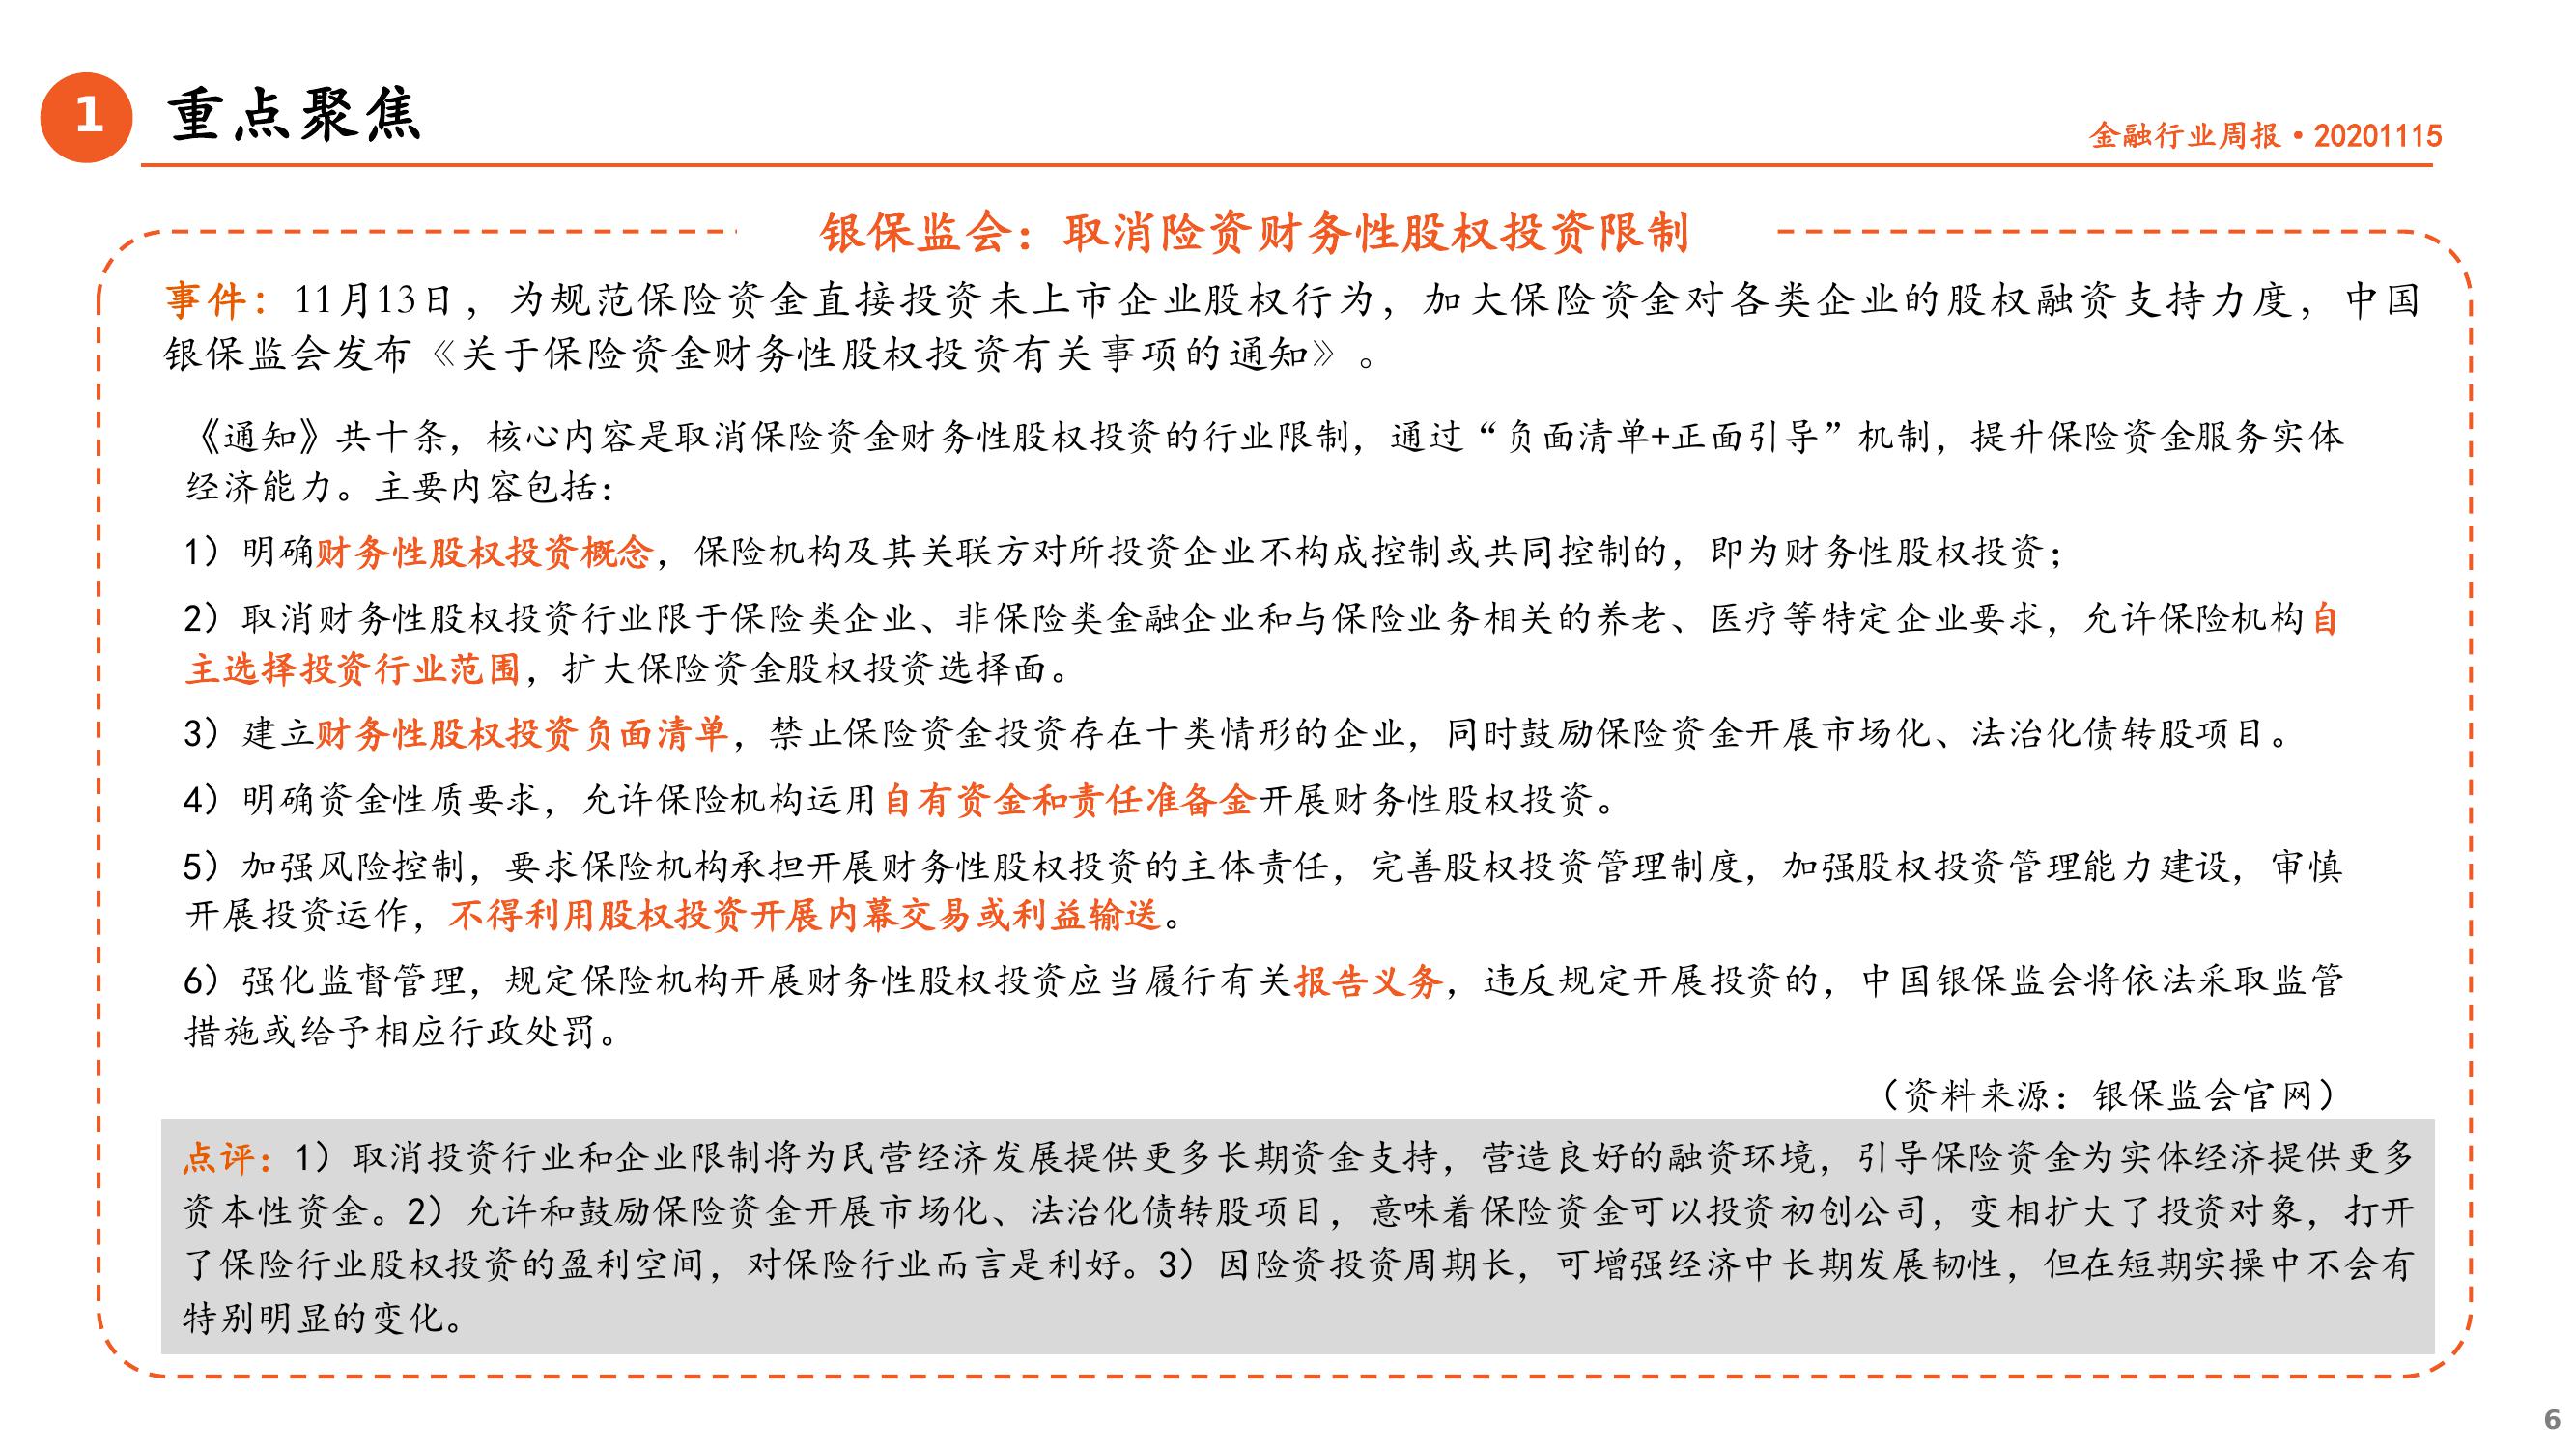 1 重点聚焦
金融行业周报·20201115
银保监会：取消险资财务性股权投资限制
事件：11月13日，为规范保险资金直接投资未上市企业股权行为，加大保险资金对各类企业的股权融资支持力度，中国
银保监会发布《关于保险资金财务性股权投资有关事项的通知》。
《通知》共十条，核心内容是取消保险资金财务性股权投资的行业限制，通过“负面清单+正面引导”机制，提升保险资金服务实体
经济能力。主要内容包括：
1）明确财务性股权投资概念，保险机构及其关联方对所投资企业不构成控制或共同控制的，即为财务性股权投资；
2）取消财务性股权投资行业限于保险类企业、非保险类金融企业和与保险业务相关的养老、医疗等特定企业要求，允许保险机构自
主选择投资行业范围，扩大保险资金股权投资选择面。
3）建立财务性股权投资负面清单，禁止保险资金投资存在十类情形的企业，同时鼓励保险资金开展市场化、法治化债转股项目。
4）明确资金性质要求，允许保险机构运用自有资金和责任准备金开展财务性股权投资。
5）加强风险控制，要求保险机构承担开展财务性股权投资的主体责任，完善股权投资管理制度，加强股权投资管理能力建设，审慎
开展投资运作，不得利用股权投资开展内幕交易或利益输送。
6）强化监督管理，规定保险机构开展财务性股权投资应当履行有关报告义务，违反规定开展投资的，中国银保监会将依法采取监管
措施或给予相应行政处罚。
（资料来源：银保监会官网）
点评：1）取消投资行业和企业限制将为民营经济发展提供更多长期资金支持，营造良好的融资环境，引导保险资金为实体经济提供更多
资本性资金。2）允许和鼓励保险资金开展市场化、法治化债转股项目，意味着保险资金可以投资初创公司，变相扩大了投资对象，打开
了保险行业股权投资的盈利空间，对保险行业而言是利好。3）因险资投资周期长，可增强经济中长期发展韧性，但在短期实操中不会有
特别明显的变化。
6